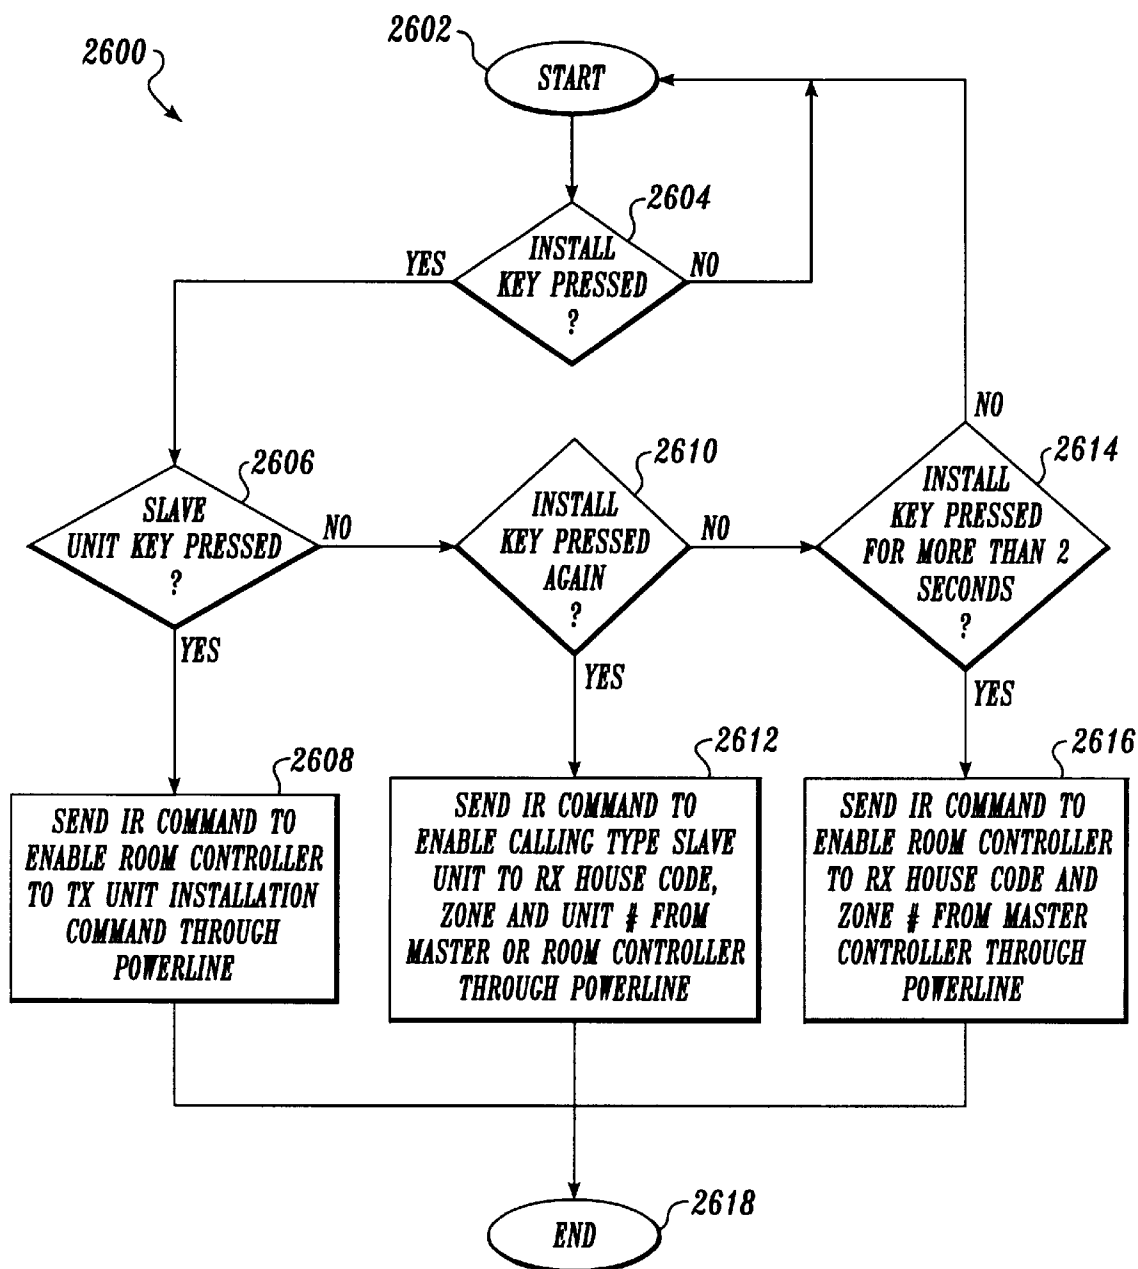 2600
2602
START
2604
INSTALL
KEY PRESSED
?
YES
NO
NO
2606
SLAVE
UNIT KEY PRESSED
?
NO
YES
2610
INSTALL
KEY PRESSED
AGAIN
?
NO
YES
2614
INSTALL
KEY PRESSED
FOR MORE THAN 2
SECONDS
?
YES
2608
SEND IR COMMAND TO
ENABLE ROOM CONTROLLER
TO TX UNIT INSTALLATION
COMMAND THROUGH
POWERLINE
2612
SEND IR COMMAND TO
ENABLE CALLING TYPE SLAVE
UNIT TO RX HOUSE CODE,
ZONE AND UNIT # FROM
MASTER OR ROOM CONTROLLER
THROUGH POWERLINE
2616
SEND IR COMMAND TO
ENABLE ROOM CONTROLLER
TO RX HOUSE CODE AND
ZONE # FROM MASTER
CONTROLLER THROUGH
POWERLINE
2618
END